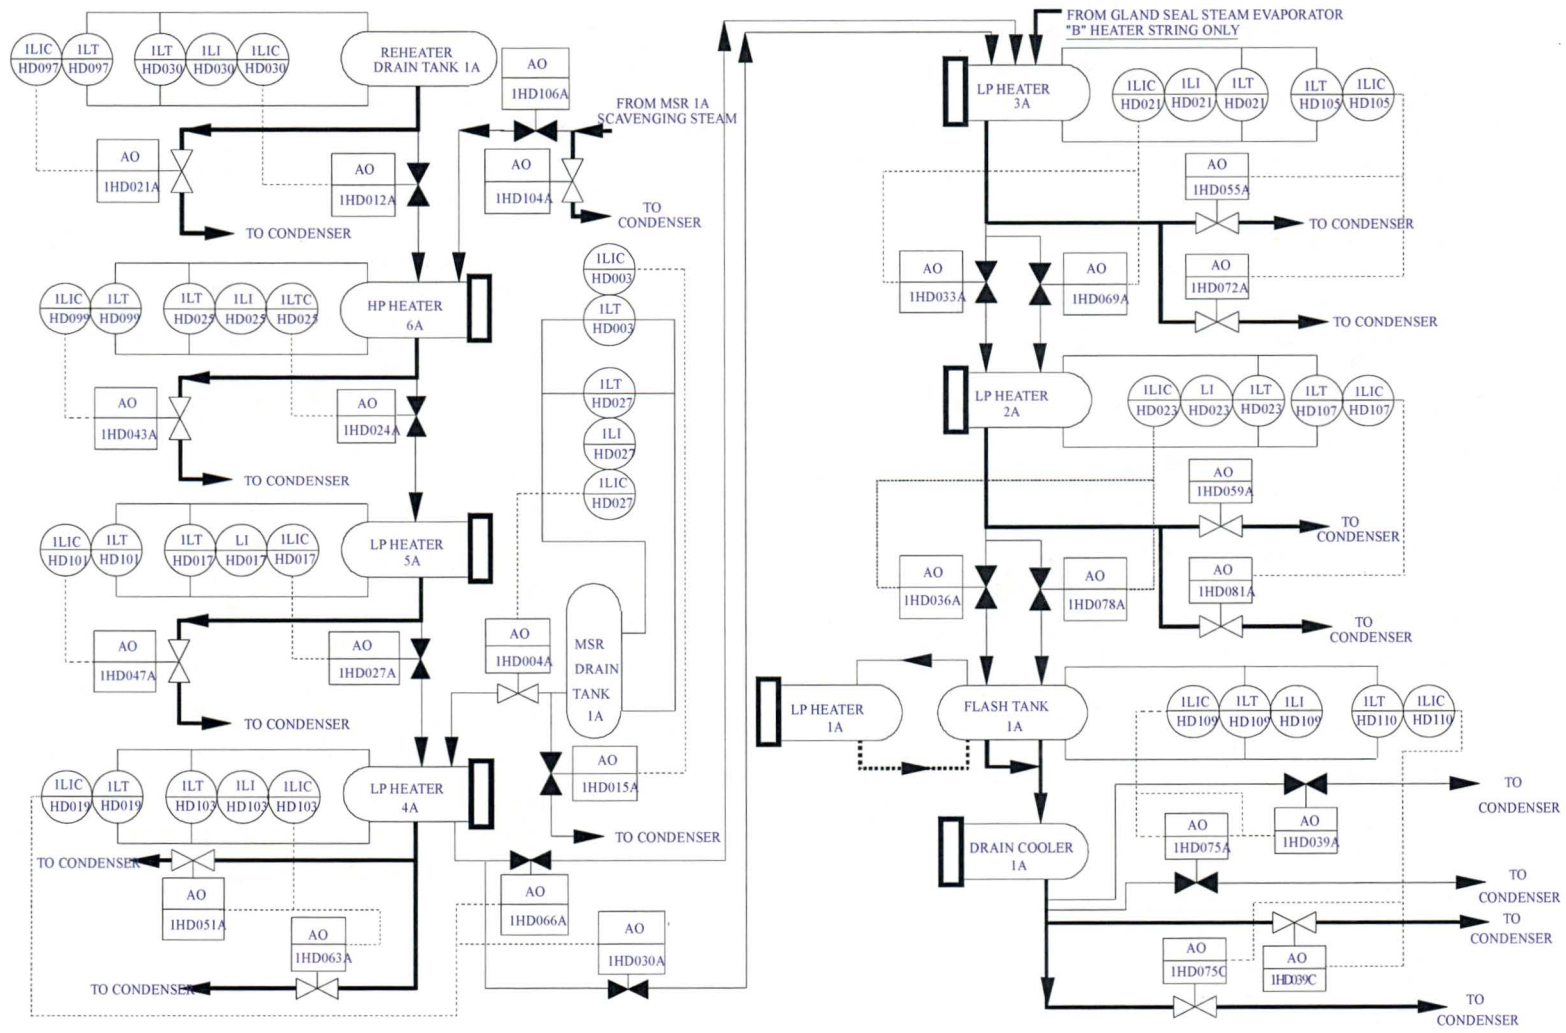 1LIC
HD097
1LT
HD097
1LT
HD030
1LI
HD030
1LIC
HD030
REHEATER
DRAIN TANK 1A
AO
1HD106A
FROM MSR 1A
SCAVENGING STEAM
AO
1HD021A
AO
1HD012A
AO
1HD104A
TO
CONDENSER
TO CONDENSER
1LIC
HD099
1LT
HD099
1LT
HD025
1LI
HD025
1LTC
HD025
HP HEATER
6A
AO
1HD043A
AO
1HD024A
TO CONDENSER
1LIC
HD003
1LT
HD003
1LT
HD027
1LI
HD027
1LIC
HD027
1LIC
HD101
1LT
HD101
1LT
HD017
LI
HD017
1LIC
HD017
LP HEATER
5A
AO
1HD047A
AO
1HD027A
TO CONDENSER
AO
1HD004A
MSR
DRAIN
TANK
1A
AO
1HD015A
TO CONDENSER
1LIC
HD019
1LT
HD019
1LT
HD103
1LI
HD103
1LIC
HD103
LP HEATER
4A
TO CONDENSER
AO
1HD051A
AO
1HD063A
TO CONDENSER
AO
1HD066A
AO
1HD030A
FROM GLAND SEAL STEAM EVAPORATOR
"B" HEATER STRING ONLY
LP HEATER
3A
1LIC
HD021
1LI
HD021
1LT
HD021
1LT
HD105
1LIC
HD105
AO
1HD055A
TO CONDENSER
AO
1HD033A
AO
1HD069A
AO
1HD072A
TO CONDENSER
LP HEATER
2A
1LIC
HD023
LI
HD023
1LT
HD023
1LT
HD107
1LIC
HD107
AO
1HD059A
TO
CONDENSER
AO
1HD036A
AO
1HD078A
AO
1HD081A
TO
CONDENSER
LP HEATER
1A
FLASH TANK
1A
1LIC
HD109
1LT
HD109
1LI
HD109
1LT
HD110
1LIC
HD110
TO
CONDENSER
DRAIN COOLER
1A
AO
1HD075A
AO
1HD039A
TO
CONDENSER
TO
CONDENSER
AO
1HD075C
AO
1HD039C
TO
CONDENSER